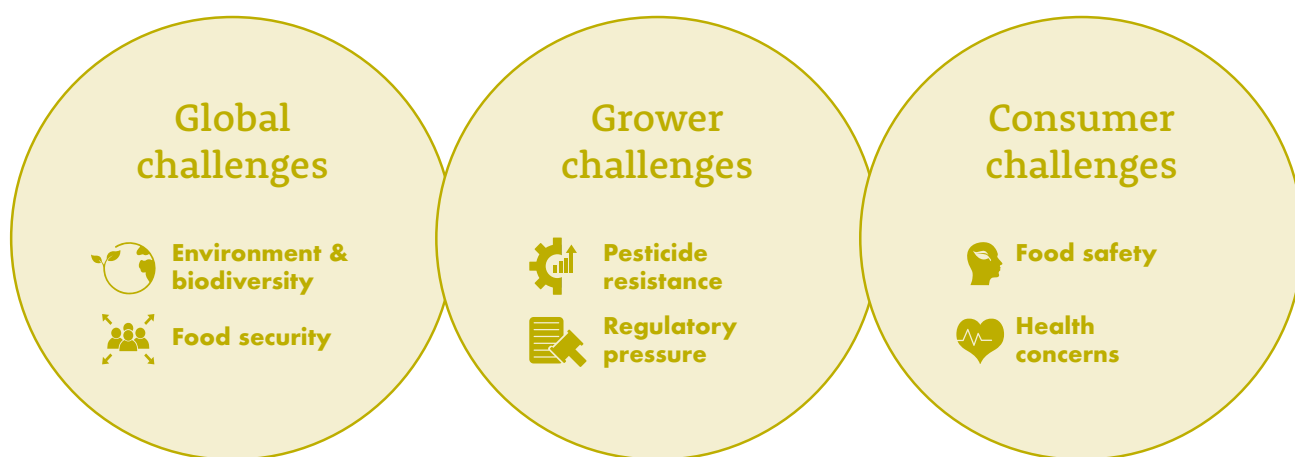 Global
challenges
Environment &
biodiversity
Food security
Grower
challenges
Pesticide
resistance
Regulatory
pressure
Consumer
challenges
Food safety
Health
concerns